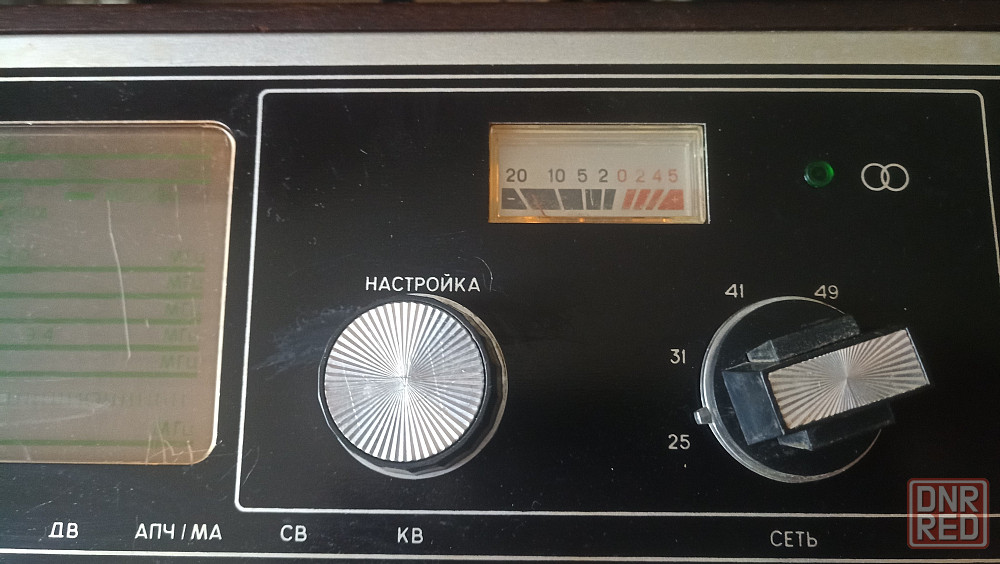 20 10 5 2 0 2 4 5
- +
НАСТРОЙКА
41 49
31
25
ДВ АПЧ/МА СВ КВ СЕТЬ
DNR
RED